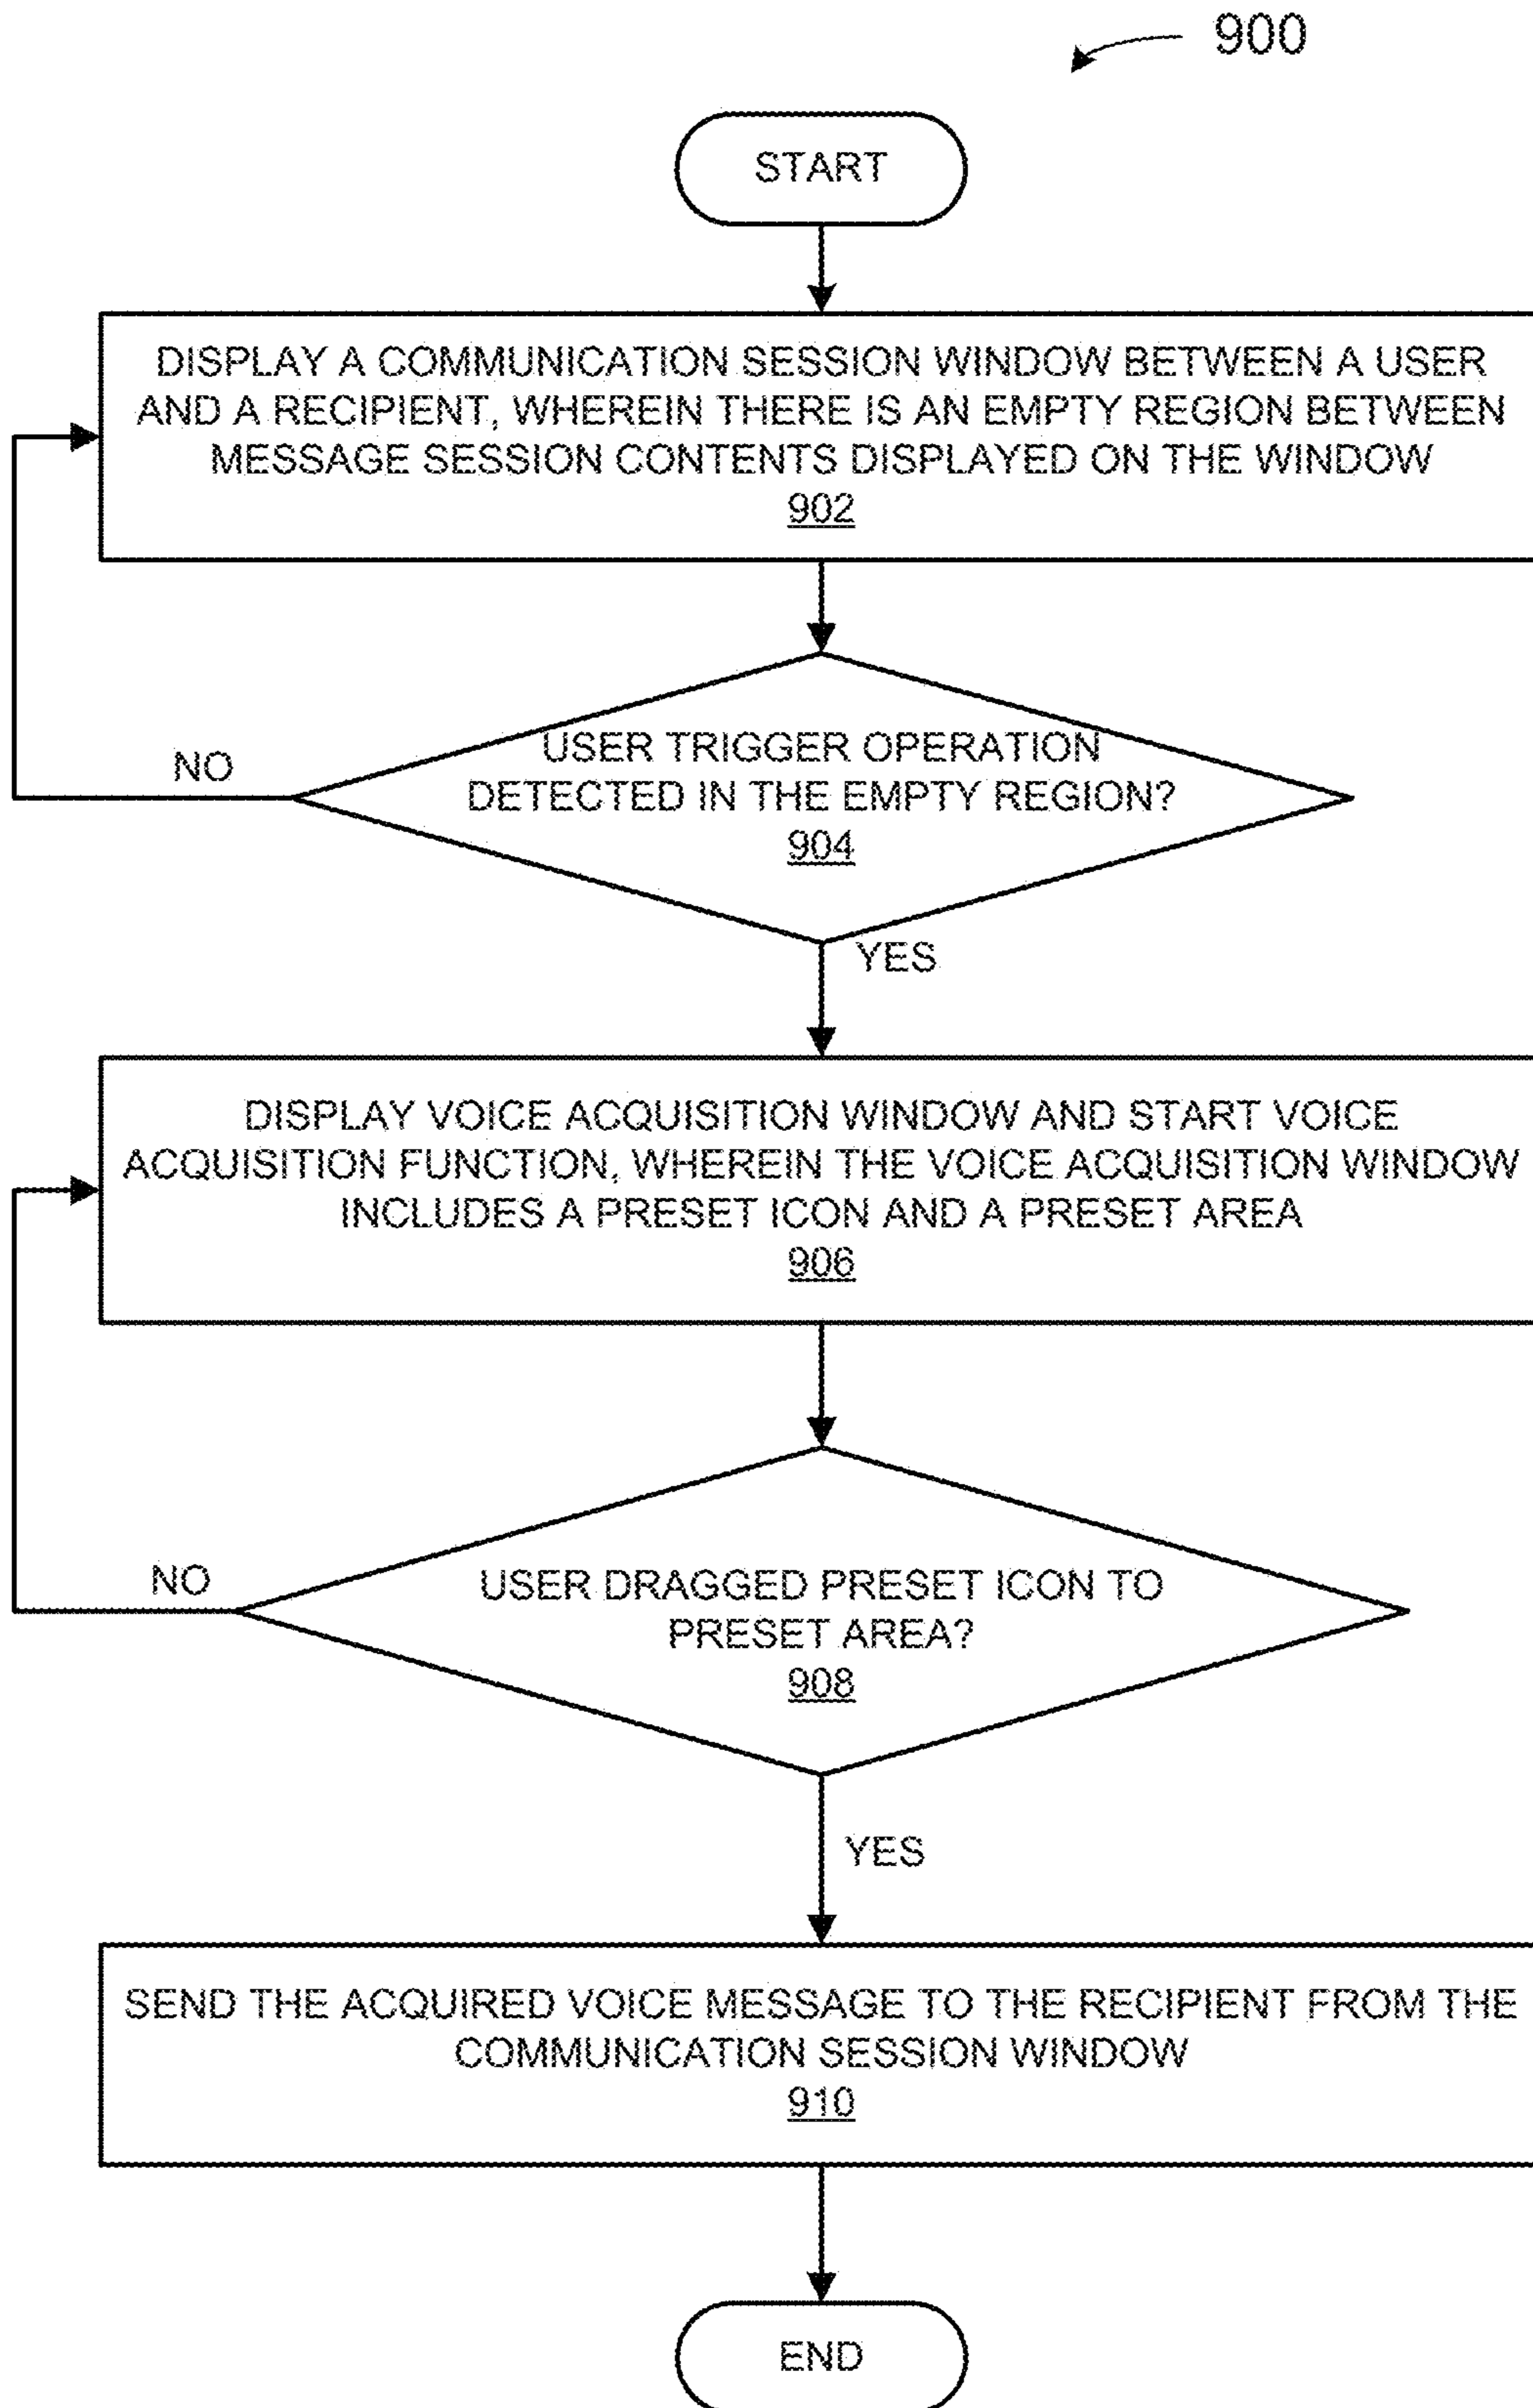 900
START
DISPLAY A COMMUNICATION SESSION WINDOW BETWEEN A USER
AND A RECIPIENT, WHEREIN THERE IS AN EMPTY REGION BETWEEN
MESSAGE SESSION CONTENTS DISPLAYED ON THE WINDOW
902
USER TRIGGER OPERATION
DETECTED IN THE EMPTY REGION?
904
NO
YES
DISPLAY VOICE ACQUISITION WINDOW AND START VOICE
ACQUISITION FUNCTION, WHEREIN THE VOICE ACQUISITION WINDOW
INCLUDES A PRESET ICON AND A PRESET AREA
906
USER DRAGGED PRESET ICON TO
PRESET AREA?
908
NO
YES
SEND THE ACQUIRED VOICE MESSAGE TO THE RECIPIENT FROM THE
COMMUNICATION SESSION WINDOW
910
END